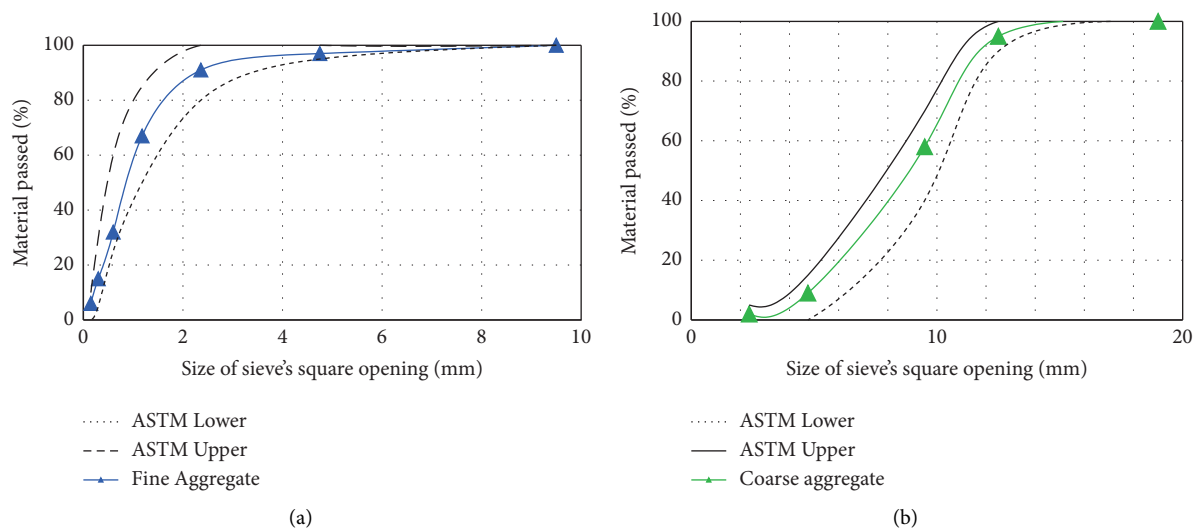 100
80
60
40
20
0
Material passed (%)
0
2
4
6
8
10
Size of sieve's square opening (mm)
ASTM Lower
ASTM Upper
Fine Aggregate
(a)
100
80
60
40
20
0
Material passed (%)
0
10
20
Size of sieve's square opening (mm)
ASTM Lower
ASTM Upper
Coarse aggregate
(b)